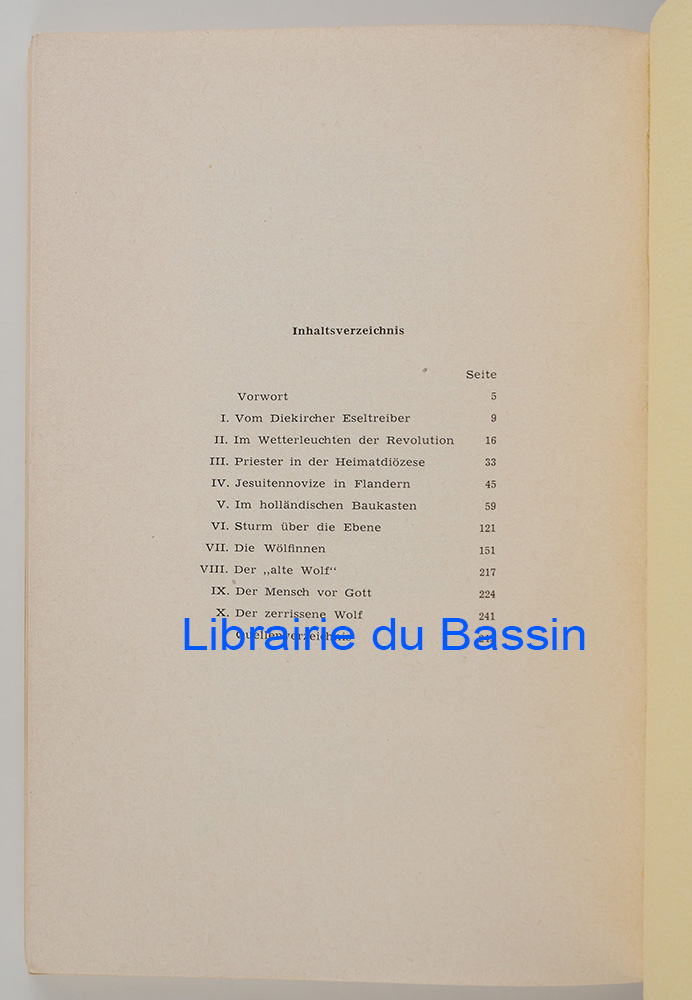 Inhaltsverzeichnis
Seite
Vorwort 5
I. Vom Diekircher Eseltreiber 9
II. Im Wetterleuchten der Revolution 16
III. Priester in der Heimatdiözese 33
IV. Jesuitennovize in Flandern 45
V. Im holländischen Baukasten 59
VI. Sturm über die Ebene 121
VII. Die Wölfinnen 151
VIII. Der „alte Wolf“ 217
IX. Der Mensch vor Gott 224
X. Der zerrissene Wolf 241
Quellenverzeichnis
Librairie du Bassin